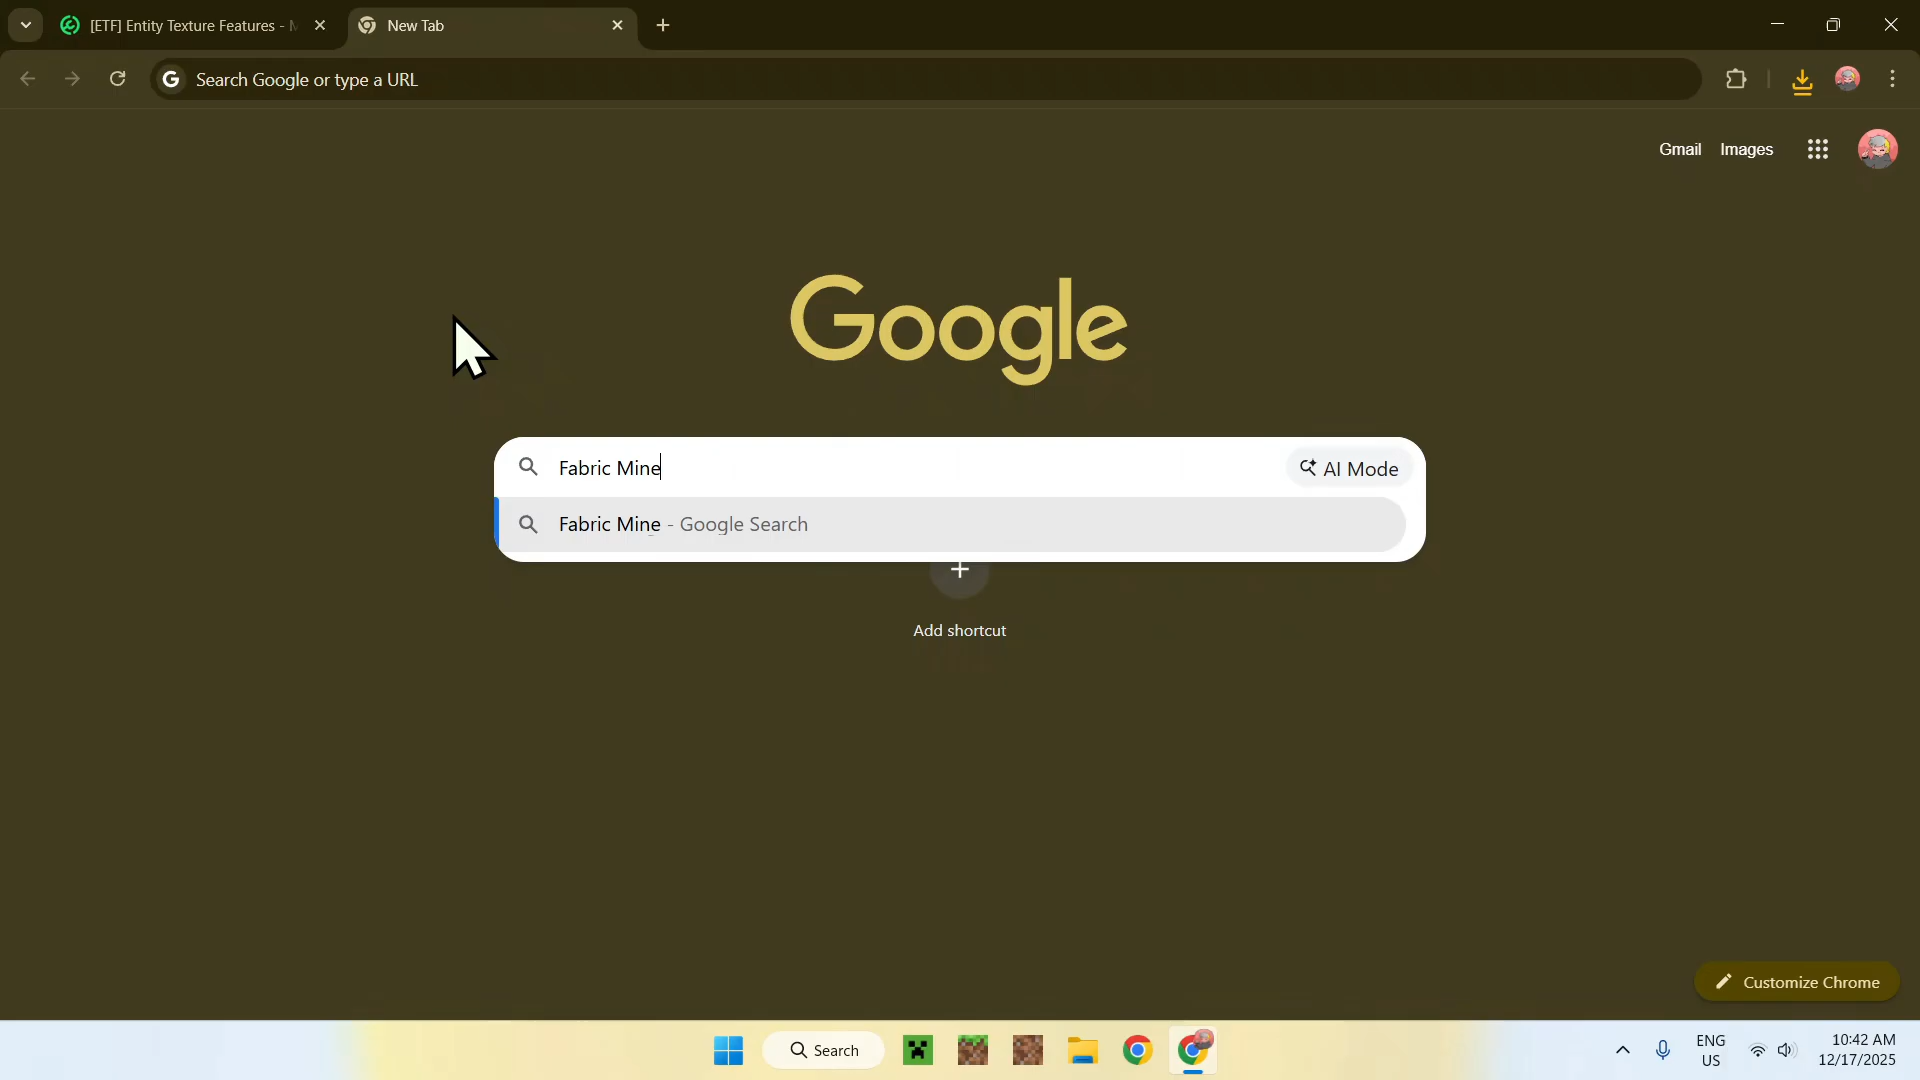 [ETF] Entity Texture Features -
New Tab
Search Google or type a URL
Gmail
Images
Google
Fabric Mine
AI Mode
Fabric Mine - Google Search
Add shortcut
Customize Chrome
Search
ENG
US
10:42 AM
12/17/2025